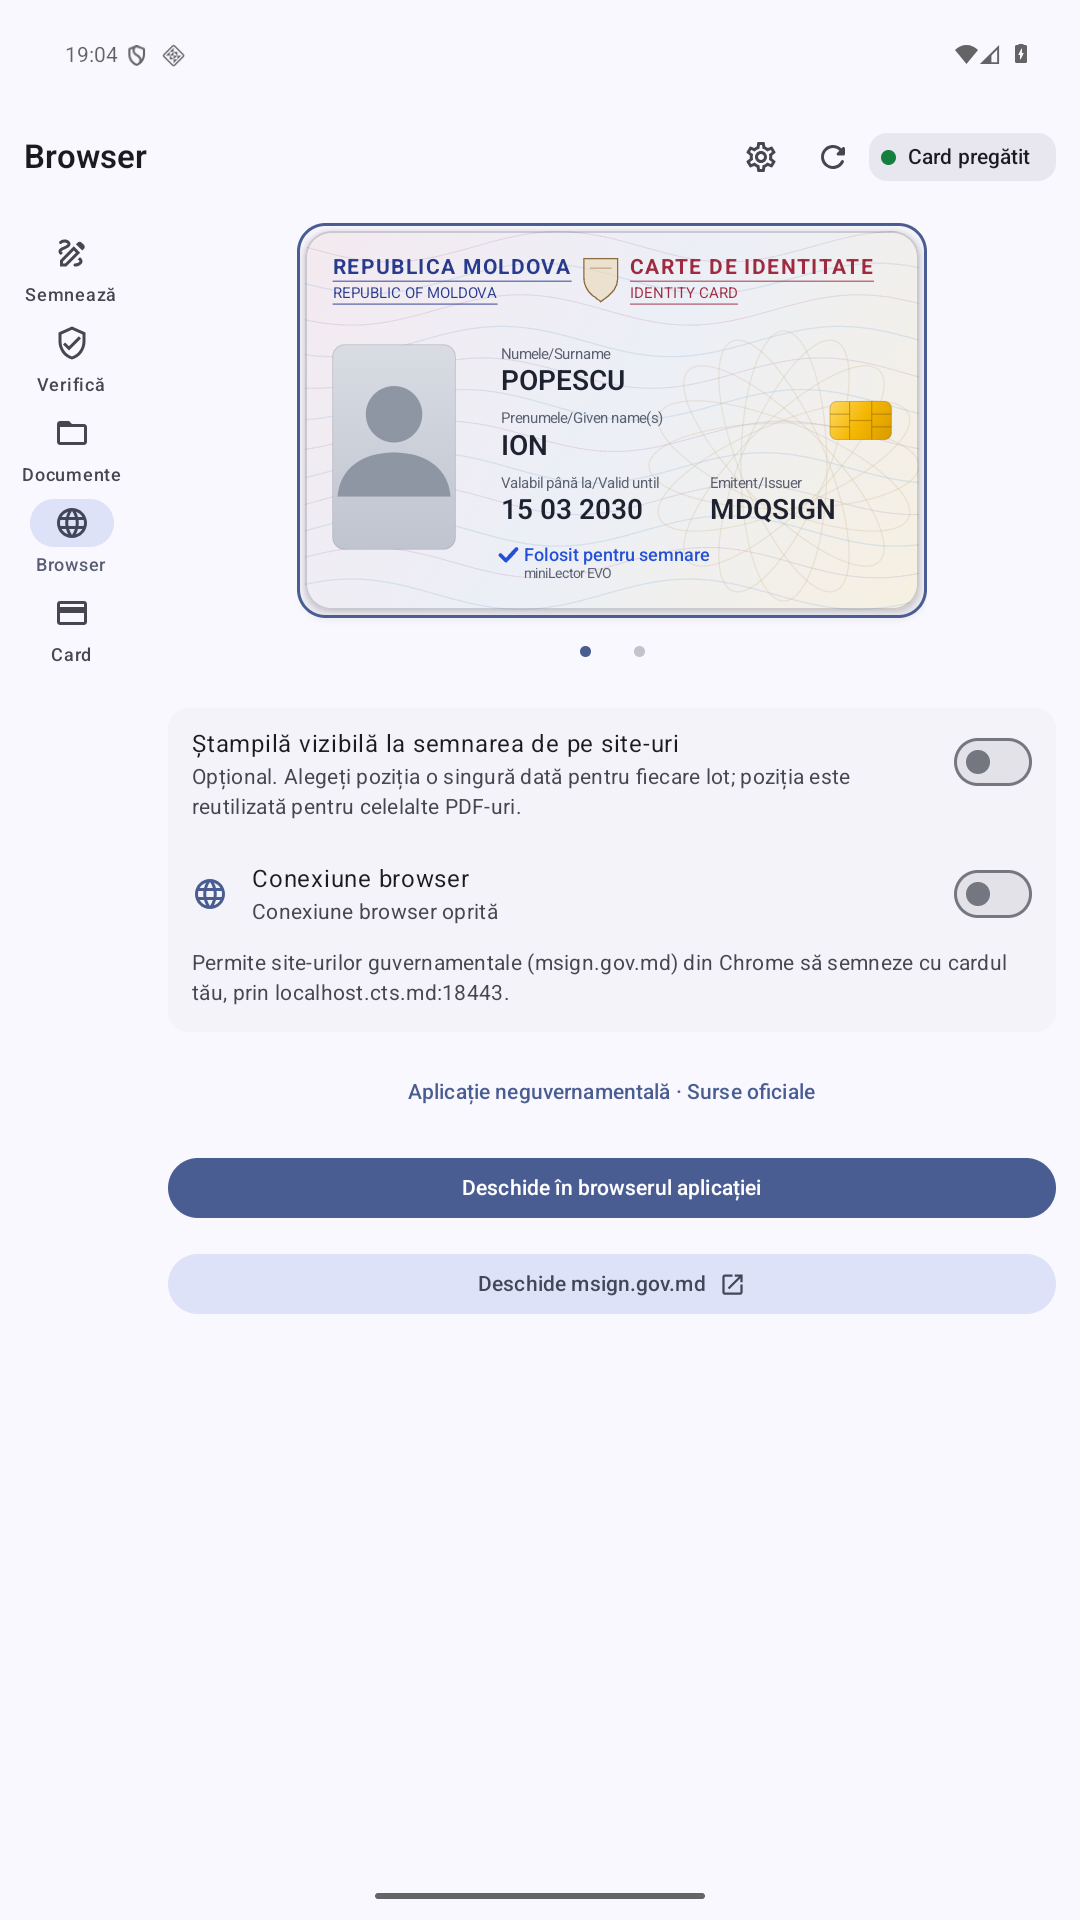 19:04
Browser
Card pregătit
Semnează
Verifică
Documente
Browser
Card
REPUBLICA MOLDOVA
REPUBLIC OF MOLDOVA
CARTE DE IDENTITATE
IDENTITY CARD
Numele/Surname
POPESCU
Prenumele/Given name(s)
ION
Valabil până la/Valid until
15 03 2030
Emitent/Issuer
MDQSIGN
Folosit pentru semnare
miniLector EVO
Ștampilă vizibilă la semnarea de pe site-uri
Opțional. Alegeți poziția o singură dată pentru fiecare lot; poziția este
reutilizată pentru celelalte PDF-uri.
Conexiune browser
Conexiune browser oprită
Permite site-urilor guvernamentale (msign.gov.md) din Chrome să semneze cu cardul
tău, prin localhost.cts.md:18443.
Aplicație neguvernamentală · Surse oficiale
Deschide în browserul aplicației
Deschide msign.gov.md